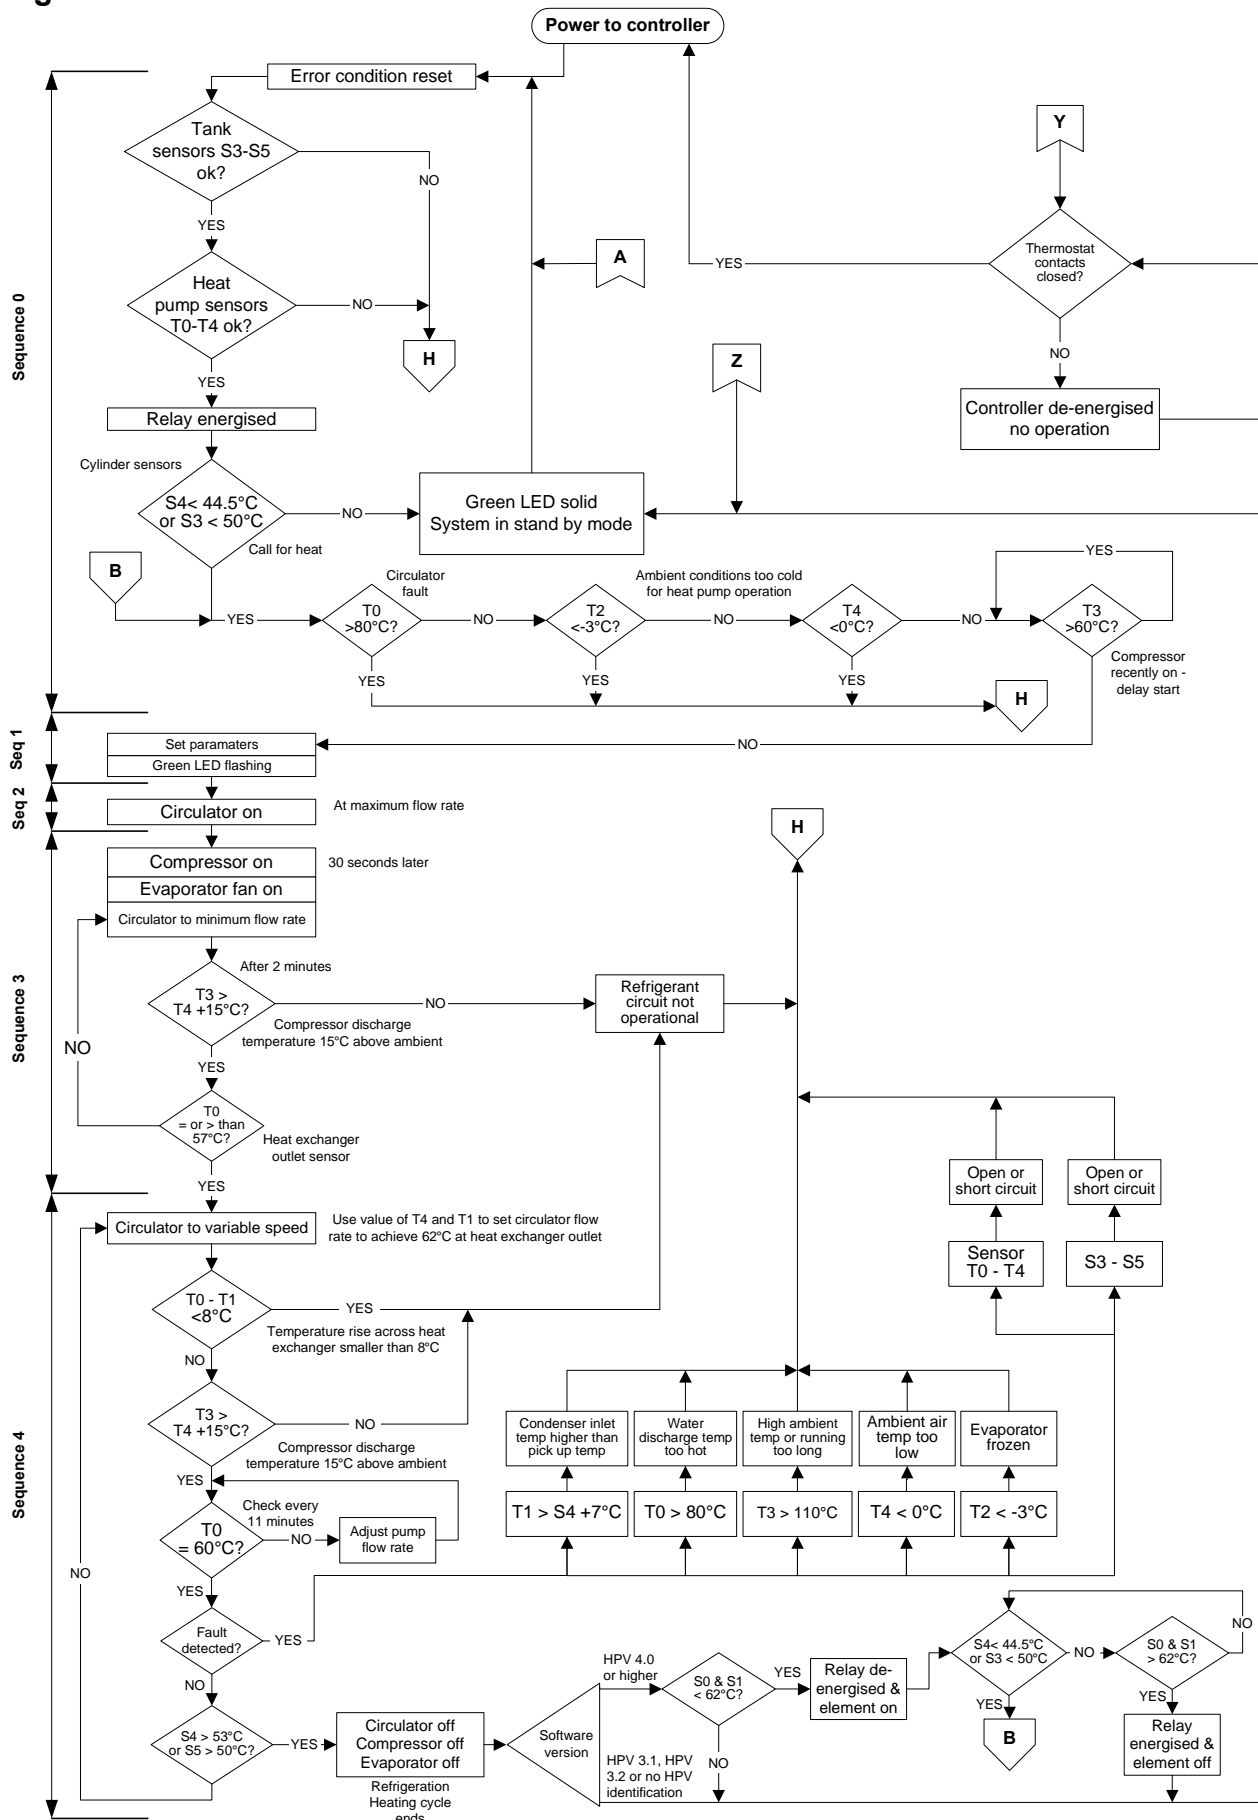 Power to controller
Error condition reset
Tank
sensors S3-S5
ok?
NO
YES
Heat
pump sensors
T0-T4 ok?
NO
H
YES
Relay energised
Cylinder sensors
S4< 44.5°C
or S3 < 50°C
NO
Call for heat
Green LED solid
System in stand by mode
A
Z
Y
Thermostat
contacts
closed?
YES
NO
Controller de-energised
no operation
Sequence 0
B
YES
Circulator
fault
T0
>80°C?
NO
YES
Ambient conditions too cold
for heat pump operation
T2
<-3°C?
NO
YES
T4
<0°C?
NO
YES
YES
T3
>60°C?
Compressor
recently on -
delay start
H
NO
Seq 1
Set paramaters
Green LED flashing
Seq 2
Circulator on
At maximum flow rate
H
Sequence 3
Compressor on
30 seconds later
Evaporator fan on
Circulator to minimum flow rate
After 2 minutes
T3 >
T4 +15°C?
NO
Compressor discharge
temperature 15°C above ambient
Refrigerant
circuit not
operational
NO
YES
T0
= or > than
57°C?
Heat exchanger
outlet sensor
YES
Open or
short circuit
Open or
short circuit
Sensor
T0 - T4
S3 - S5
Sequence 4
Circulator to variable speed
Use value of T4 and T1 to set circulator flow
rate to achieve 62°C at heat exchanger outlet
T0 - T1
<8°C
YES
Temperature rise across heat
exchanger smaller than 8°C
NO
T3 >
T4 +15°C?
NO
Compressor discharge
temperature 15°C above ambient
YES
Condenser inlet
temp higher than
pick up temp
Water
discharge temp
too hot
High ambient
temp or running
too long
Ambient air
temp too
low
Evaporator
frozen
T1 > S4 +7°C
T0 > 80°C
T3 > 110°C
T4 < 0°C
T2 < -3°C
Check every
11 minutes
T0
= 60°C?
NO
Adjust pump
flow rate
NO
YES
Fault
detected?
YES
NO
S4 > 53°C
or S5 > 50°C?
YES
Circulator off
Compressor off
Evaporator off
Refrigeration
Heating cycle
ends
Software
version
HPV 4.0
or higher
HPV 3.1, HPV
3.2 or no HPV
identification
S0 & S1
< 62°C?
YES
NO
Relay de-
energised &
element on
S4< 44.5°C
or S3 < 50°C
NO
YES
B
S0 & S1
> 62°C?
NO
YES
Relay
energised &
element off